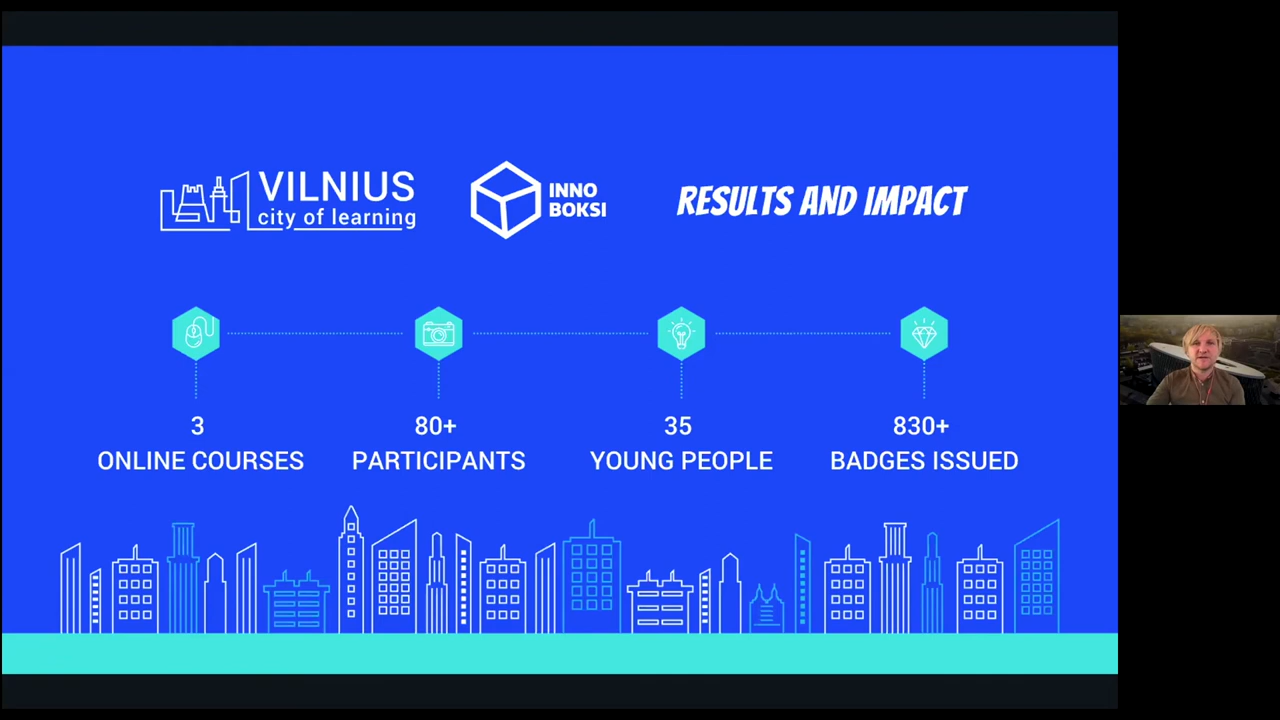 VILNIUS
city of learning
INNO
BOKSI
RESULTS AND IMPACT
3
ONLINE COURSES
80+
PARTICIPANTS
35
YOUNG PEOPLE
830+
BADGES ISSUED